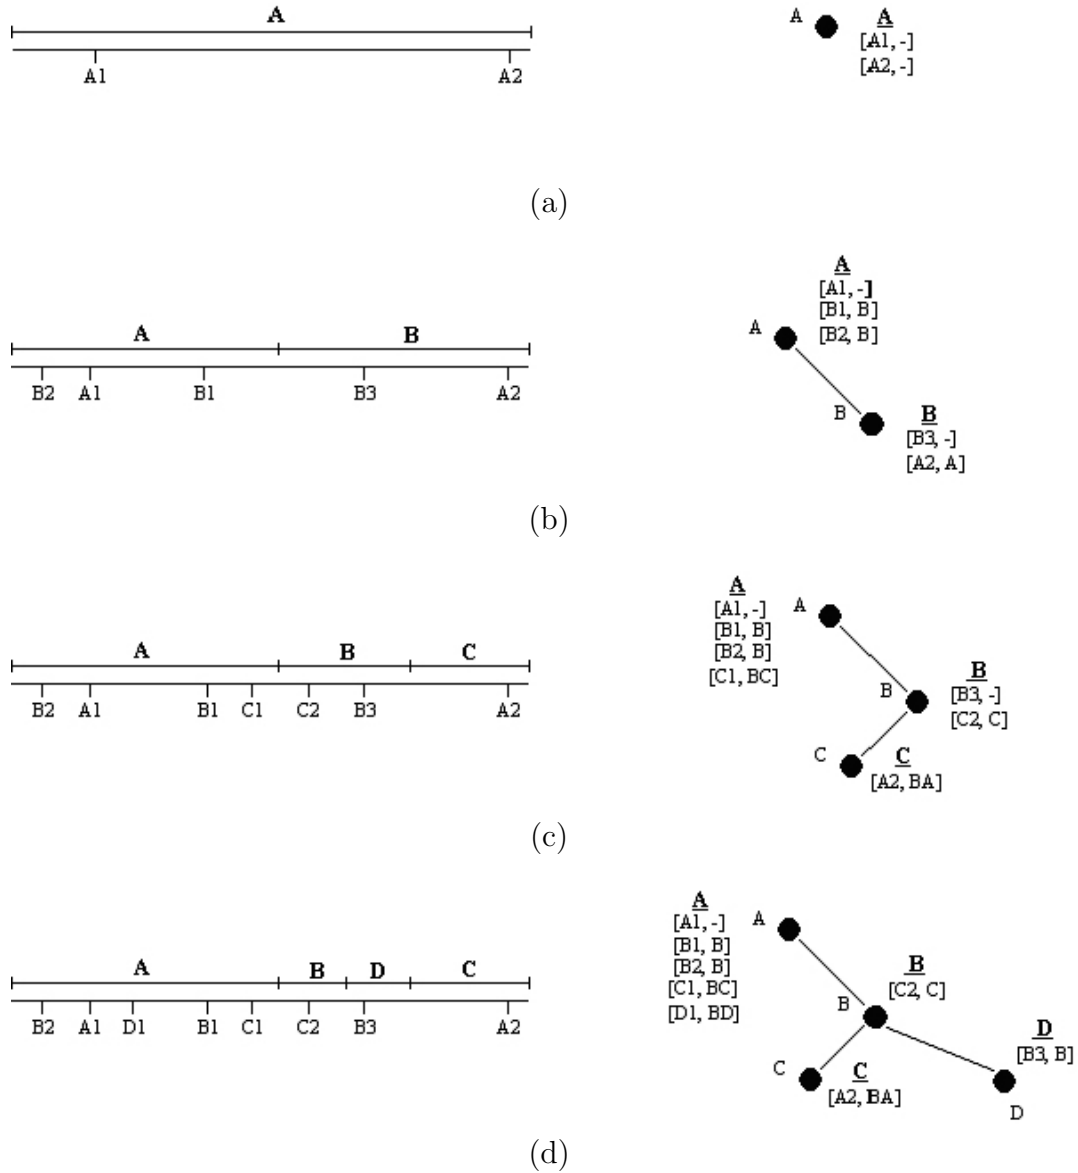 A
A1 A2
A
A
[A1, -]
[A2, -]
(a)
A B
B2 A1 B1 B3 A2
A
[A1, -]
[B1, B]
[B2, B]
A
B
B
[B3, -]
[A2, A]
(b)
A B C
B2 A1 B1 C1 C2 B3 A2
A
[A1, -]
[B1, B]
[B2, B]
[C1, BC]
A
B
B
[B3, -]
[C2, C]
C
C
[A2, BA]
(c)
A B D C
B2 A1 D1 B1 C1 C2 B3 A2
A
[A1, -]
[B1, B]
[B2, B]
[C1, BC]
[D1, BD]
A
B
B
[C2, C]
C
C
[A2, BA]
D
[B3, B]
D
(d)